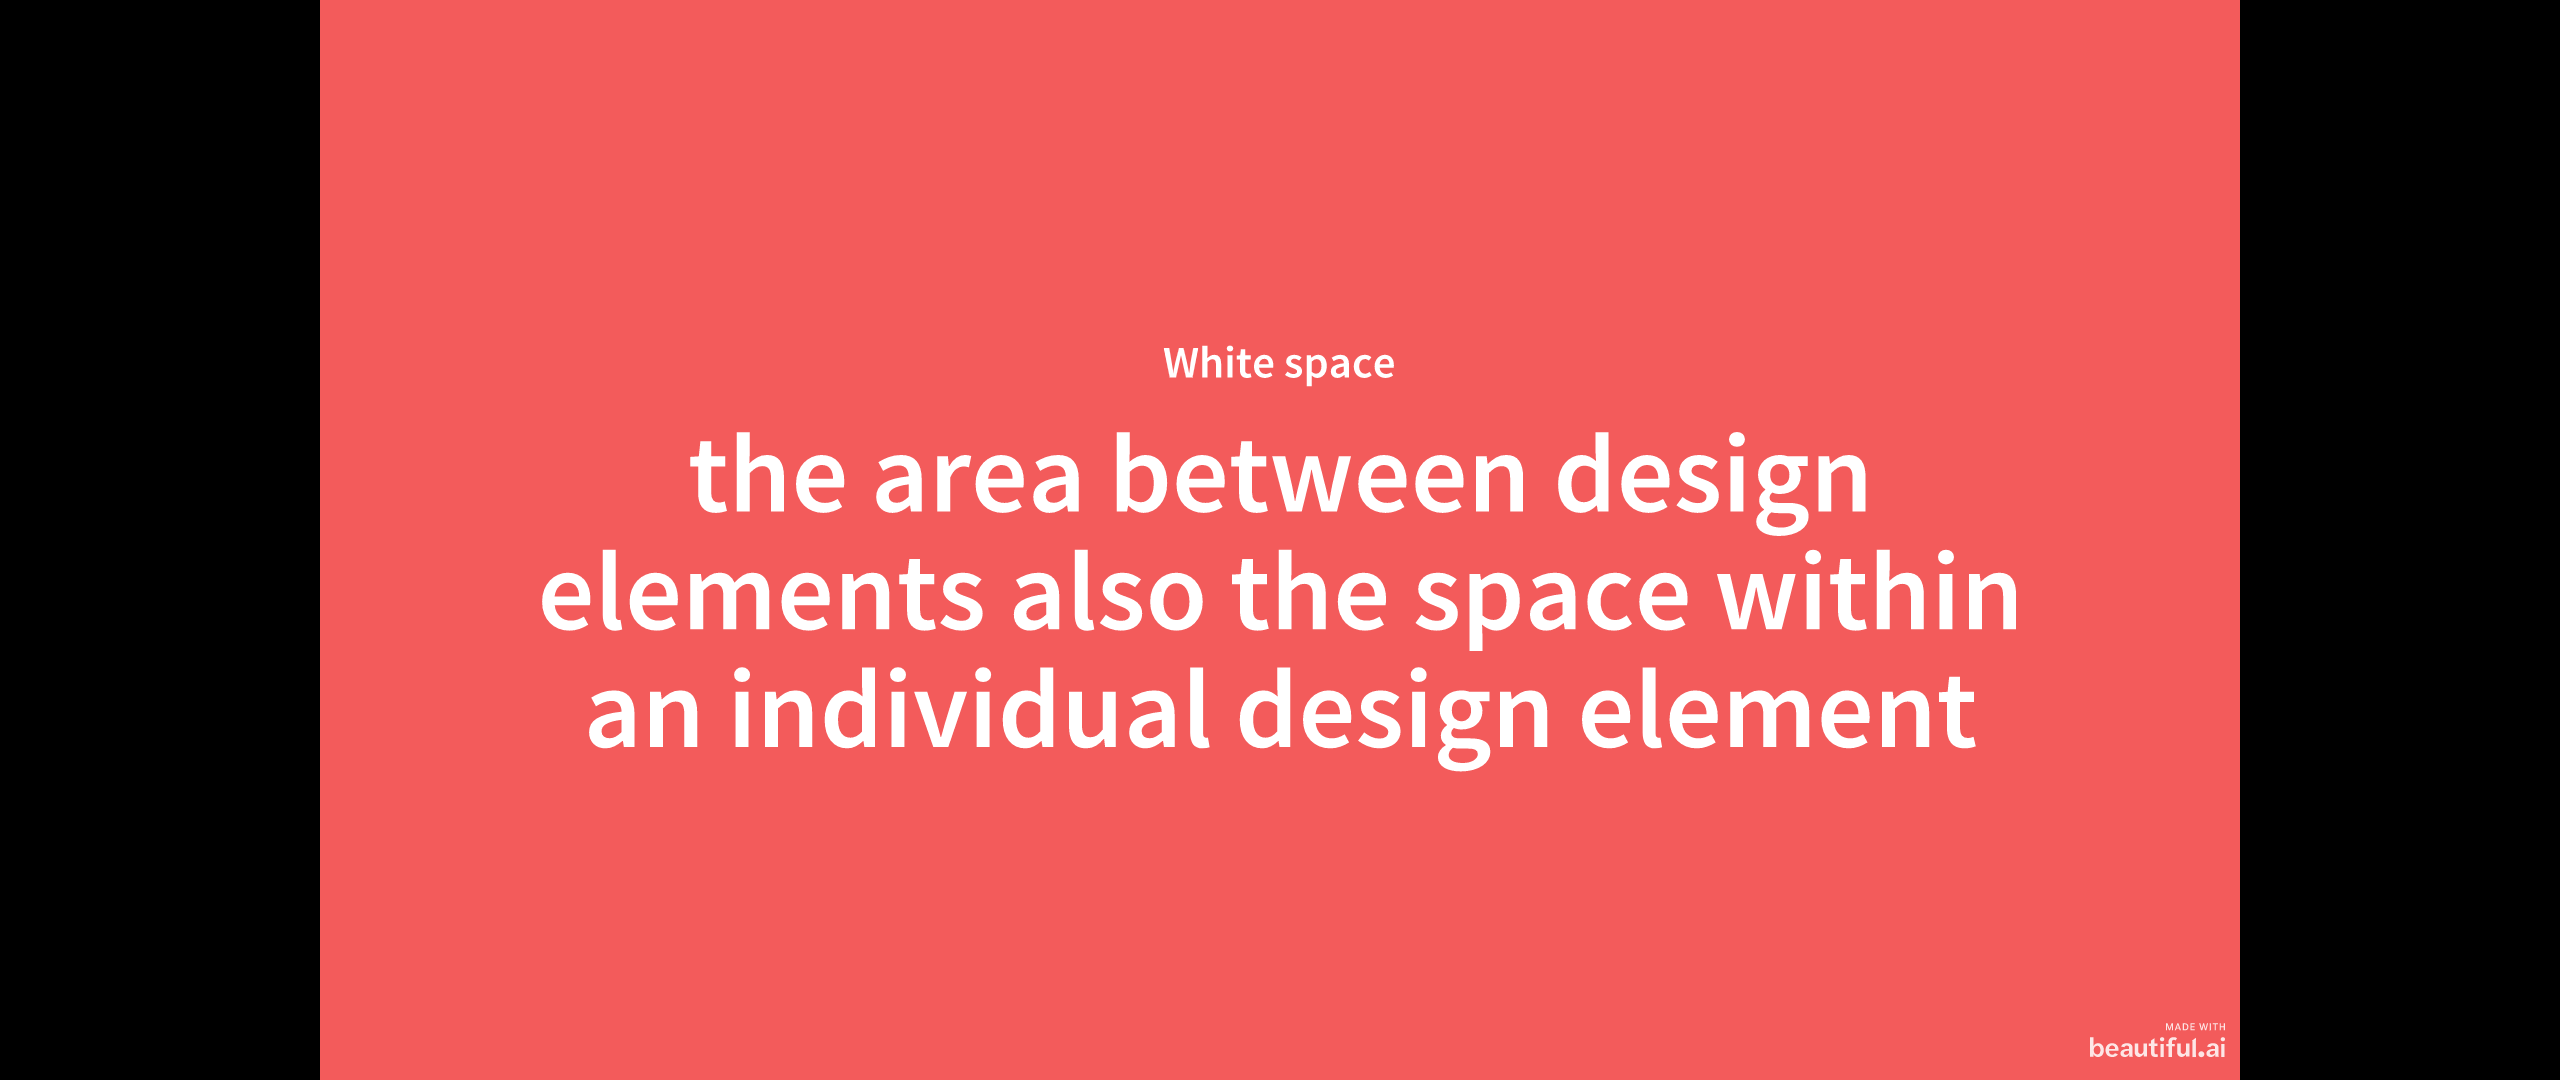 White space
the area between design
elements also the space within
an individual design element
MADE WITH
beautiful.ai